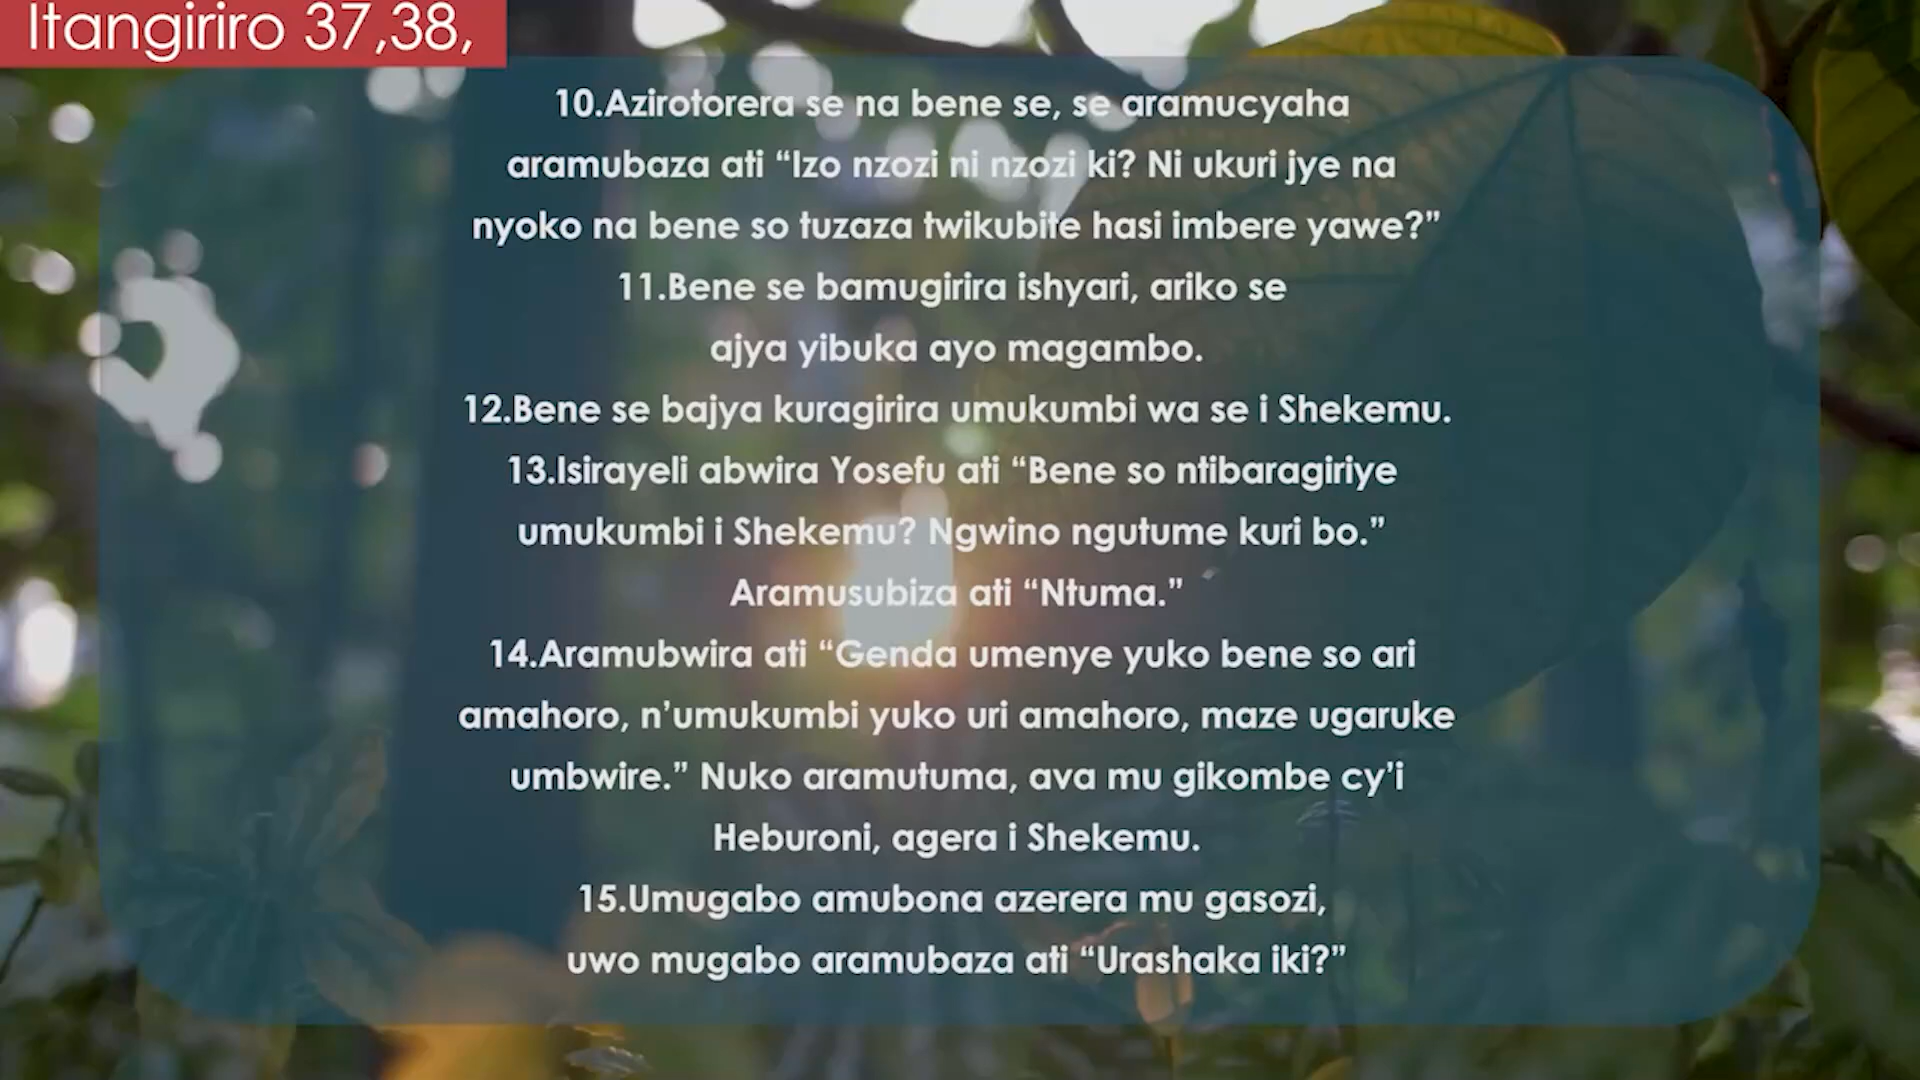 Itangiriro 37,38,
10.Azirotorera se na bene se, se aramucyaha
aramubaza ati “Izo nzozi ni nzozi ki? Ni ukuri jye na
nyoko na bene so tuzaza twikubite hasi imbere yawe?”
11.Bene se bamugirira ishyari, ariko se
ajya yibuka ayo magambo.
12.Bene se bajya kuragirira umukumbi wa se i Shekemu.
13.Isirayeli abwira Yosefu ati “Bene so ntibaragiriye
umukumbi i Shekemu? Ngwino ngutume kuri bo.”
Aramusubiza ati “Ntuma.”
14.Aramubwira ati “Genda umenye yuko bene so ari
amahoro, n’umukumbi yuko uri amahoro, maze ugaruke
umbwire.” Nuko aramutuma, ava mu gikombe cy’i
Heburoni, agera i Shekemu.
15.Umugabo amubona azerera mu gasozi,
uwo mugabo aramubaza ati “Urashaka iki?”